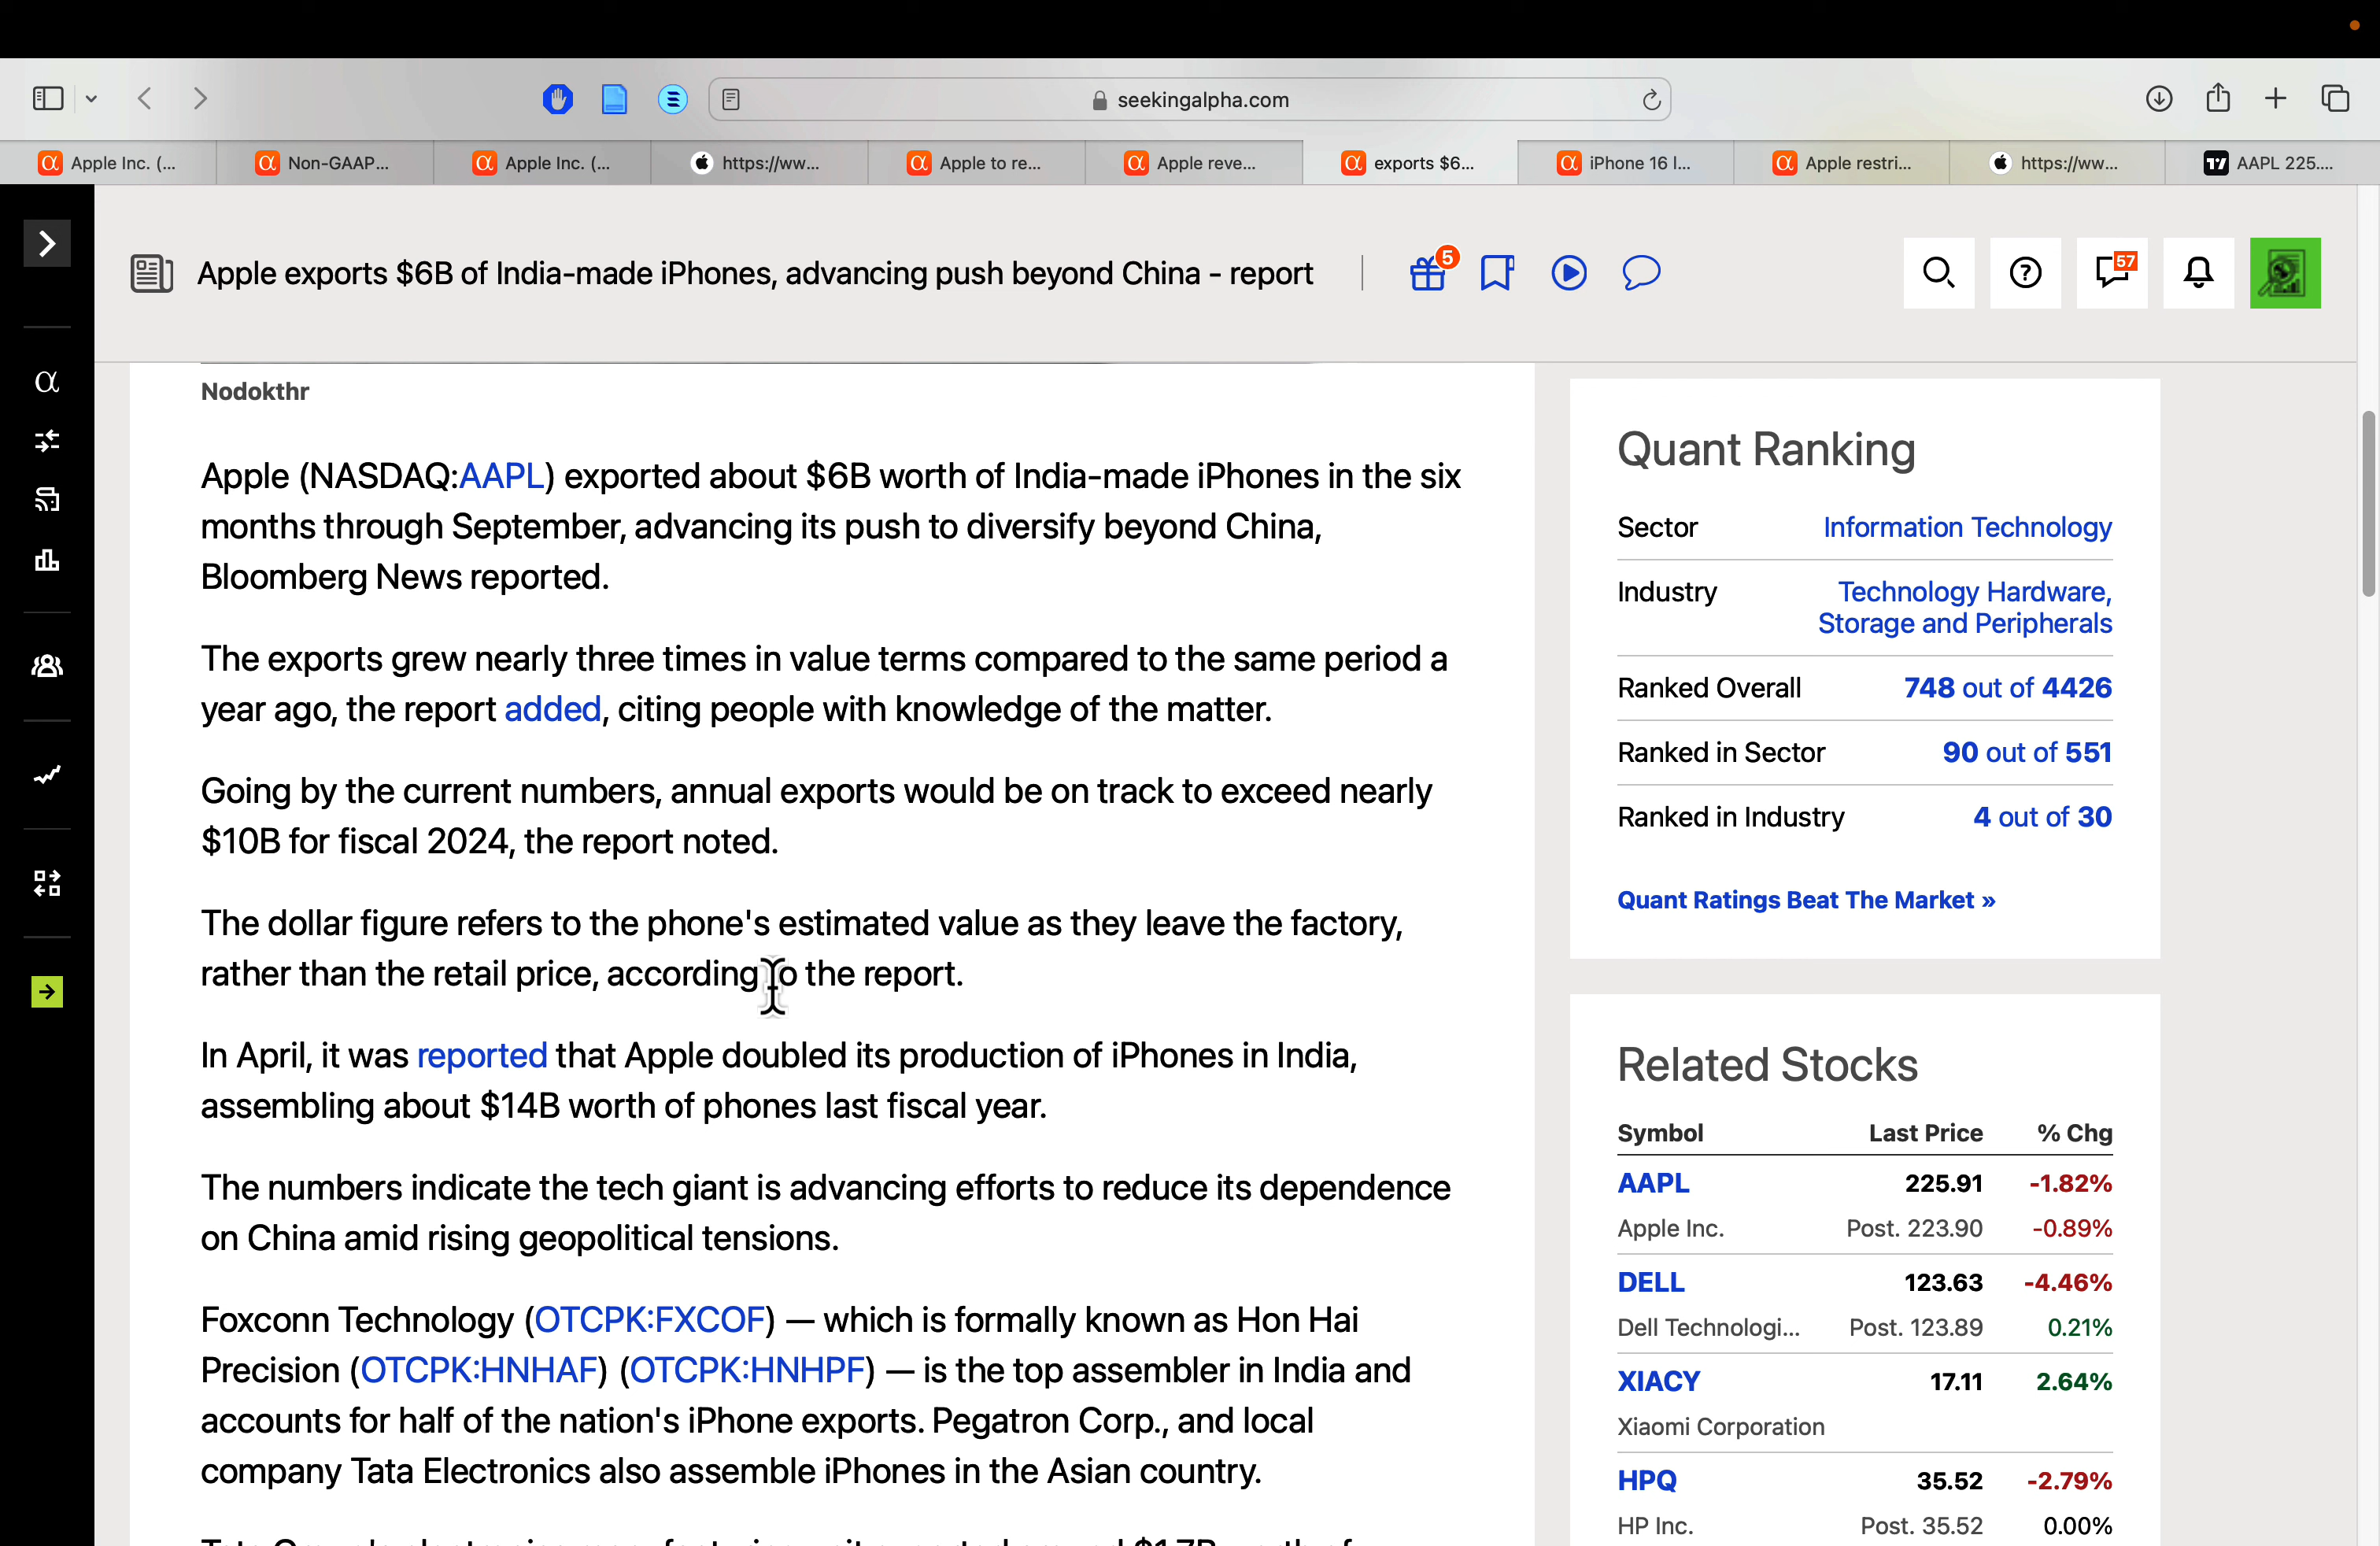 seekingalpha.com
Apple Inc. (...
Non-GAAP...
Apple Inc. (...
https://ww...
Apple to re...
Apple reve...
exports $6...
iPhone 16 l...
Apple restri...
https://ww...
AAPL 225....
Apple exports $6B of India-made iPhones, advancing push beyond China - report
5
57
Nodokthr
Apple (NASDAQ:AAPL) exported about $6B worth of India-made iPhones in the six
months through September, advancing its push to diversify beyond China,
Bloomberg News reported.
The exports grew nearly three times in value terms compared to the same period a
year ago, the report added, citing people with knowledge of the matter.
Going by the current numbers, annual exports would be on track to exceed nearly
$10B for fiscal 2024, the report noted.
The dollar figure refers to the phone's estimated value as they leave the factory,
rather than the retail price, according to the report.
In April, it was reported that Apple doubled its production of iPhones in India,
assembling about $14B worth of phones last fiscal year.
The numbers indicate the tech giant is advancing efforts to reduce its dependence
on China amid rising geopolitical tensions.
Foxconn Technology (OTCPK:FXCOF) — which is formally known as Hon Hai
Precision (OTCPK:HNHAF) (OTCPK:HNHPF) — is the top assembler in India and
accounts for half of the nation's iPhone exports. Pegatron Corp., and local
company Tata Electronics also assemble iPhones in the Asian country.
Quant Ranking
Sector Information Technology
Industry Technology Hardware,
Storage and Peripherals
Ranked Overall 748 out of 4426
Ranked in Sector 90 out of 551
Ranked in Industry 4 out of 30
Quant Ratings Beat The Market »
Related Stocks
Symbol Last Price % Chg
AAPL 225.91 -1.82%
Apple Inc. Post. 223.90 -0.89%
DELL 123.63 -4.46%
Dell Technologi... Post. 123.89 0.21%
XIACY 17.11 2.64%
Xiaomi Corporation
HPQ 35.52 -2.79%
HP Inc. Post. 35.52 0.00%